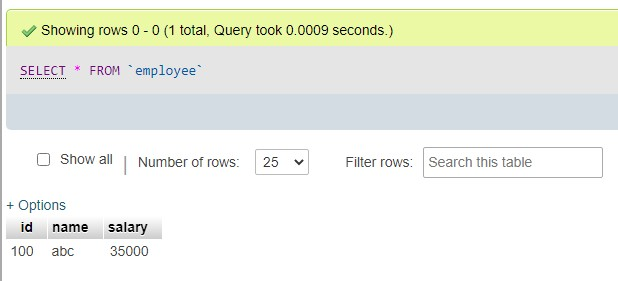 Showing rows 0 - 0 (1 total, Query took 0.0009 seconds.)
SELECT * FROM `employee`
Show all | Number of rows: 25 Filter rows: Search this table
+ Options
id name salary
100 abc 35000